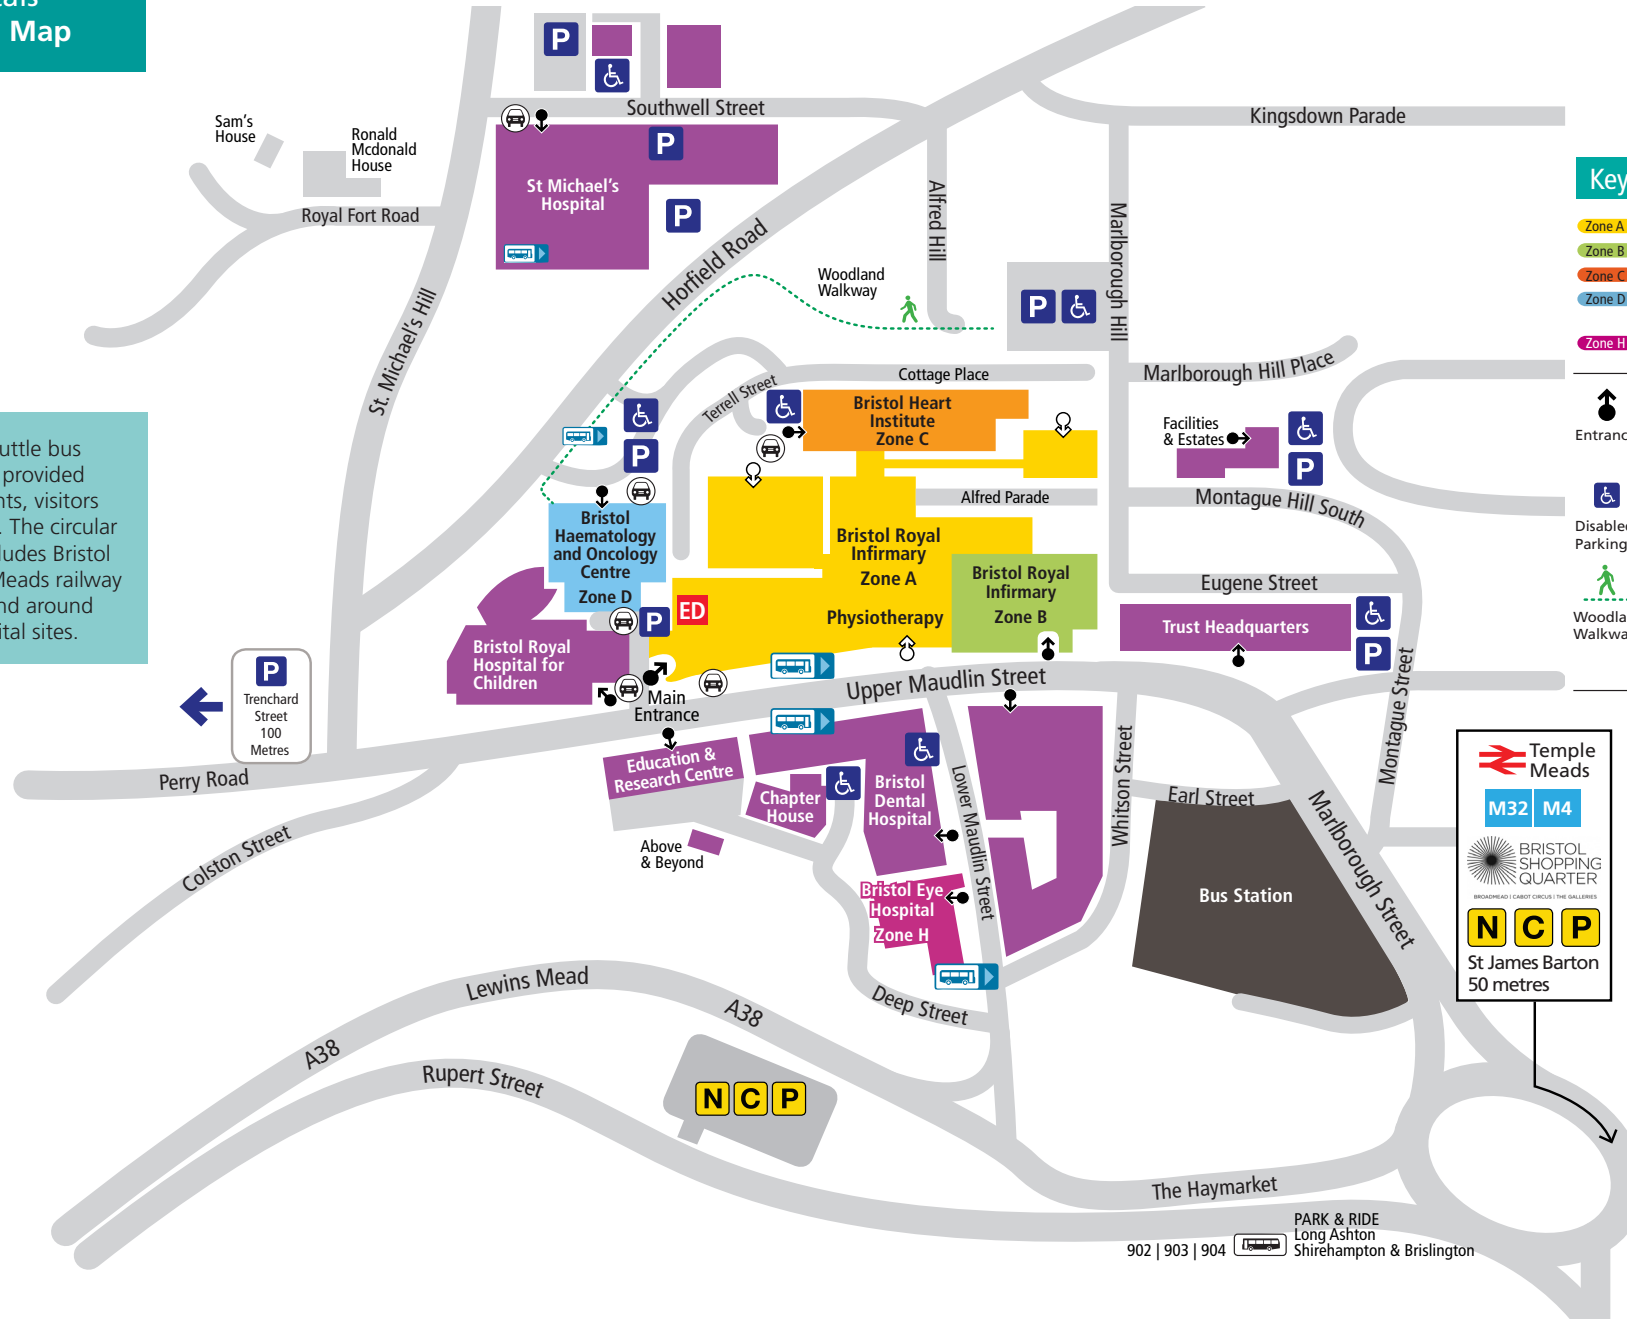 Map
P
Southwell Street
Kingsdown Parade
Sam's
House
Ronald
Mcdonald
House
P
St Michael's
Hospital
Key
Royal Fort Road
P
Alfred Hill
Marlborough Hill
Zone A
Zone B
Zone C
Zone D
Zone H
Horfield Road
Woodland
Walkway
P
St. Michael's Hill
Cottage Place
Marlborough Hill Place
Terrell Street
Bristol Heart
Institute
Zone C
Facilities
& Estates
P
P
Alfred Parade
Montague Hill South
uttle bus
provided
nts, visitors
. The circular
ludes Bristol
Meads railway
nd around
ital sites.
Bristol
Haematology
and Oncology
Centre
Zone D
Bristol Royal
Infirmary
Zone A
Physiotherapy
Bristol Royal
Infirmary
Zone B
Eugene Street
Entranc
Disabled
Parking
Woodla
Walkwa
ED
P
Trust Headquarters
P
Bristol Royal
Hospital for
Children
Main
Entrance
Upper Maudlin Street
Montague Street
P
Trenchard
Street
100
Metres
Perry Road
Education &
Research Centre
Chapter
House
Bristol
Dental
Hospital
Lower Maudlin Street
Whitson Street
Earl Street
Marlborough Street
Temple
Meads
M32 M4
BRISTOL
SHOPPING
QUARTER
BROADMEAD | CABOT CIRCUS | THE GALLERIES
N C P
St James Barton
50 metres
Colston Street
Above
& Beyond
Bristol Eye
Hospital
Zone H
Bus Station
Lewins Mead
A38
Deep Street
A38
Rupert Street
N C P
The Haymarket
902 | 903 | 904
PARK & RIDE
Long Ashton
Shirehampton & Brislington